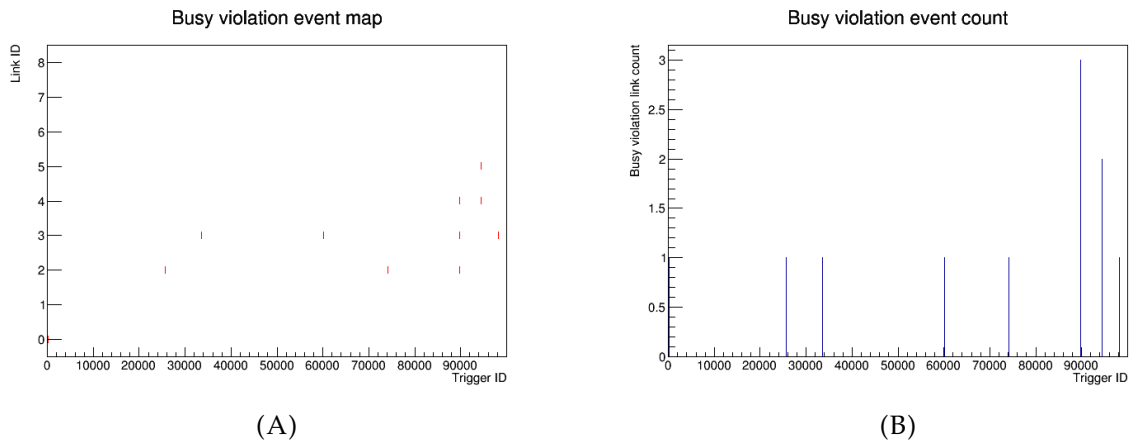 Busy violation event map
Link ID
8
7
6
5
4
3
2
1
0
0 10000 20000 30000 40000 50000 60000 70000 80000 90000
Trigger ID
(A)
Busy violation event count
Busy violation link count
3
2.5
2
1.5
1
0.5
0
0 10000 20000 30000 40000 50000 60000 70000 80000 90000
Trigger ID
(B)